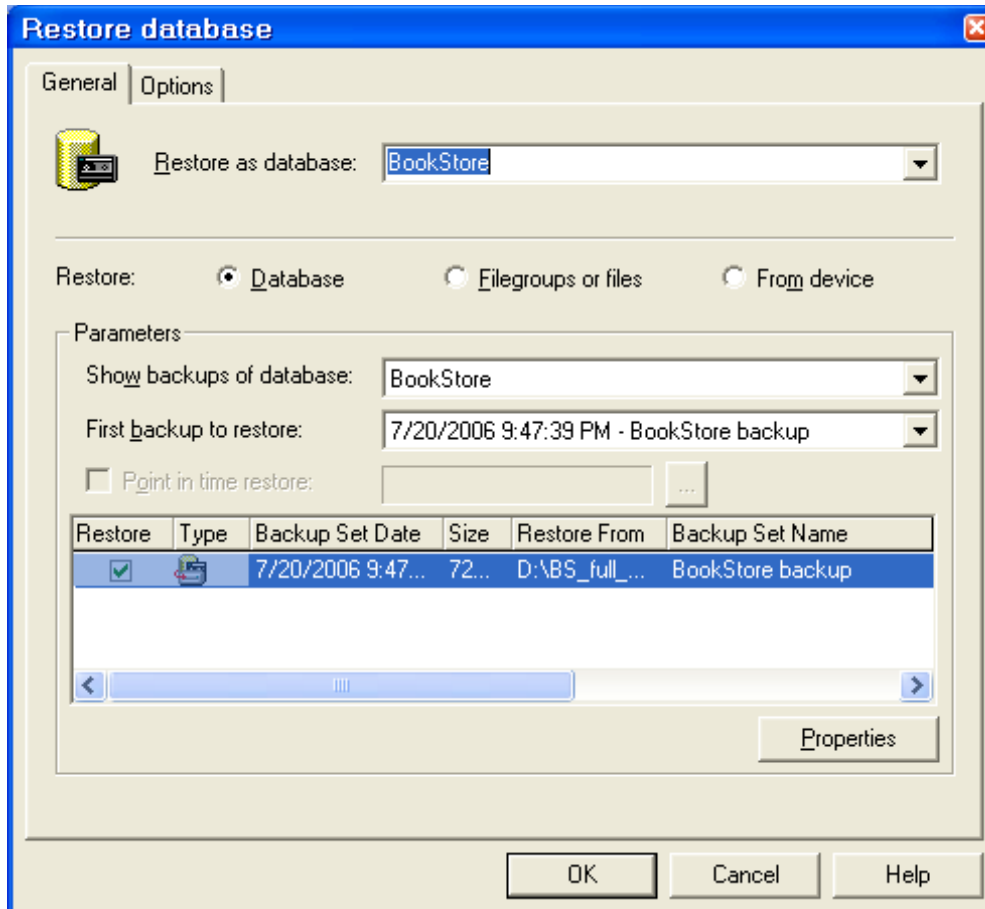 Restore database
General Options
Restore as database: BookStore
Restore: Database Filegroups or files From device
Parameters
Show backups of database: BookStore
First backup to restore: 7/20/2006 9:47:39 PM - BookStore backup
Point in time restore: ...
Restore Type Backup Set Date Size Restore From Backup Set Name
7/20/2006 9:47... 72... D:\BS_full_... BookStore backup
Properties
OK Cancel Help